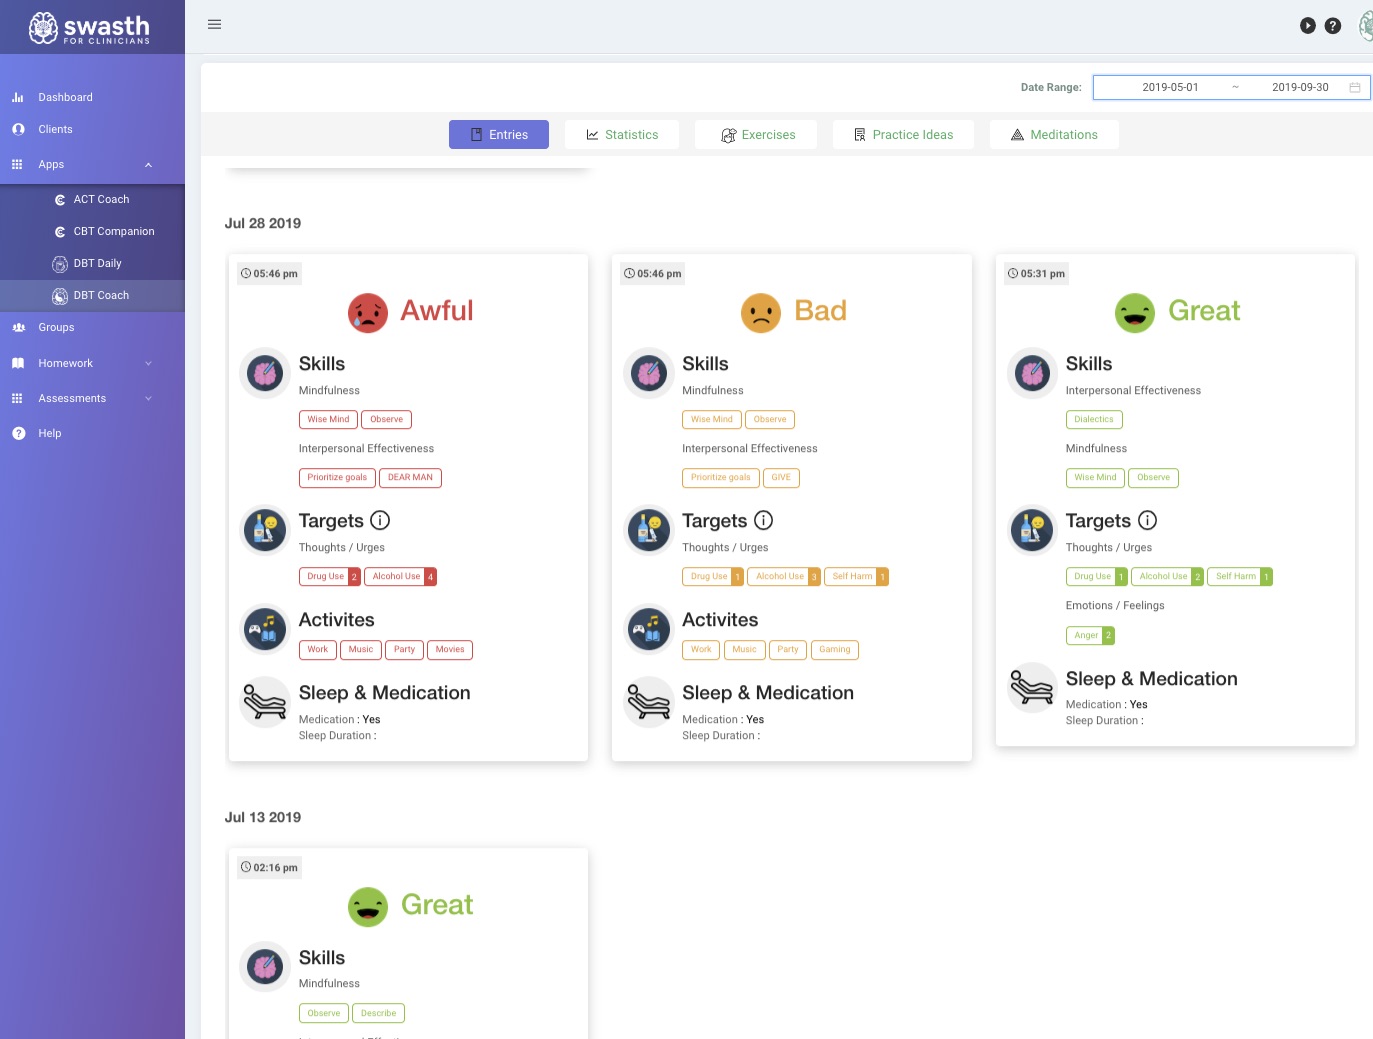 swasth
FOR CLINICIANS
Dashboard
Clients
Apps
ACT Coach
CBT Companion
DBT Daily
DBT Coach
Groups
Homework
Assessments
Help
Date Range: 2019-05-01 ~ 2019-09-30
Entries Statistics Exercises Practice Ideas Meditations
Jul 28 2019
05:46 pm
Awful
Skills
Mindfulness
Wise Mind Observe
Interpersonal Effectiveness
Prioritize goals DEAR MAN
Targets
Thoughts / Urges
Drug Use 2 Alcohol Use 4
Activites
Work Music Party Movies
Sleep & Medication
Medication : Yes
Sleep Duration :
05:46 pm
Bad
Skills
Mindfulness
Wise Mind Observe
Interpersonal Effectiveness
Prioritize goals GIVE
Targets
Thoughts / Urges
Drug Use 1 Alcohol Use 3 Self Harm 1
Activites
Work Music Party Gaming
Sleep & Medication
Medication : Yes
Sleep Duration :
05:31 pm
Great
Skills
Interpersonal Effectiveness
Dialectics
Mindfulness
Wise Mind Observe
Targets
Thoughts / Urges
Drug Use 1 Alcohol Use 2 Self Harm 1
Emotions / Feelings
Anger 2
Sleep & Medication
Medication : Yes
Sleep Duration :
Jul 13 2019
02:16 pm
Great
Skills
Mindfulness
Observe Describe